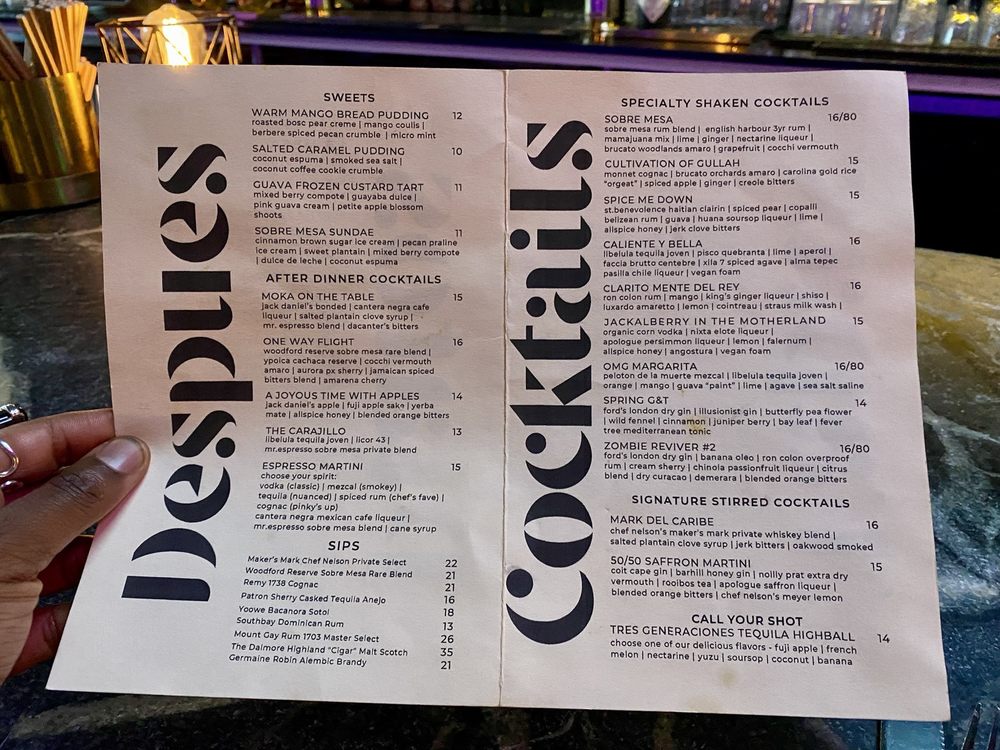 Despues
SWEETS
WARM MANGO BREAD PUDDING 12
roasted bosc pear creme | mango coulis |
berbere spiced pecan crumble | micro mint
SALTED CARAMEL PUDDING 10
coconut espuma | smoked sea salt |
coconut coffee cookie crumble
GUAVA FROZEN CUSTARD TART 11
mixed berry compote | guayaba dulce |
pink guava cream | petite apple blossom
shoots
SOBRE MESA SUNDAE 11
cinnamon brown sugar ice cream | pecan praline
ice cream | sweet plantain | mixed berry compote
| dulce de leche | coconut espuma
AFTER DINNER COCKTAILS
MOKA ON THE TABLE 15
jack daniel's bonded | cantera negra cafe
liqueur | salted plantain clove syrup |
mr. espresso blend | dacanter's bitters
ONE WAY FLIGHT 16
woodford reserve sobre mesa rare blend |
ypoica cachaca reserve | cocchi vermouth
amaro | aurora px sherry | jamaican spiced
bitters blend | amarena cherry
A JOYOUS TIME WITH APPLES 14
jack daniel's apple | fuji apple sake | yerba
mate | allspice honey | blended orange bitters
THE CARAJILLO 13
libelula tequila joven | licor 43 |
mr.espresso sobre mesa private blend
ESPRESSO MARTINI 15
choose your spirit:
vodka (classic) | mezcal (smokey) |
tequila (nuanced) | spiced rum (chef's fave) |
cognac (pinky's up)
cantera negra mexican cafe liqueur |
mr.espresso sobre mesa blend | cane syrup
SIPS
Maker's Mark Chef Nelson Private Select 22
Woodford Reserve Sobre Mesa Rare Blend 21
Remy 1738 Cognac 21
Patron Sherry Casked Tequila Anejo 16
Yoowe Bacanora Sotol 18
Southbay Dominican Rum 13
Mount Gay Rum 1703 Master Select 26
The Dalmore Highland "Cigar" Malt Scotch 35
Germaine Robin Alembic Brandy 21
Cocktails
SPECIALTY SHAKEN COCKTAILS
SOBRE MESA 16/80
sobre mesa rum blend | english harbour 3yr rum |
mamajuana mix | lime | ginger | nectarine liqueur |
brucato woodlands amaro | grapefruit | cocchi vermouth
CULTIVATION OF GULLAH 15
monnet cognac | brucato orchards amaro | carolina gold rice
"orgeat" | spiced apple | ginger | creole bitters
SPICE ME DOWN 15
st.benevolence haitian clairin | spiced pear | copalli
belizean rum | guava | huana soursop liqueur | lime |
allspice honey | jerk clove bitters
CALIENTE Y BELLA 16
libelula tequila joven | pisco quebranta | lime | aperol |
faccia brutto centebre | xila 7 spiced agave | alma tepec
pasilla chile liqueur | vegan foam
CLARITO MENTE DEL REY 16
ron colon rum | mango | king's ginger liqueur | shiso |
luxardo amaretto | lemon | cointreau | straus milk wash |
JACKALBERRY IN THE MOTHERLAND 15
organic corn vodka | nixta elote liqueur |
apologue persimmon liqueur | lemon | falernum |
allspice honey | angostura | vegan foam
OMG MARGARITA 16/80
peloton de la muerte mezcal | libelula tequila joven |
orange | mango | guava "paint" | lime | agave | sea salt saline
SPRING G&T 14
ford's london dry gin | illusionist gin | butterfly pea flower
| wild fennel | cinnamon | juniper berry | bay leaf | fever
tree mediterranean tonic
ZOMBIE REVIVER #2 16/80
ford's london dry gin | banana oleo | ron colon overproof
rum | cream sherry | chinola passionfruit liqueur | citrus
blend | dry curacao | demerara | blended orange bitters
SIGNATURE STIRRED COCKTAILS
MARK DEL CARIBE 16
chef nelson's maker's mark private whiskey blend |
salted plantain clove syrup | jerk bitters | oakwood smoked
50/50 SAFFRON MARTINI 15
colt cape gin | barhill honey gin | noilly prat extra dry
vermouth | rooibos tea | apologue saffron liqueur |
blended orange bitters | chef nelson's meyer lemon
CALL YOUR SHOT
TRES GENERACIONES TEQUILA HIGHBALL 14
choose one of our delicious flavors - fuji apple | french
melon | nectarine | yuzu | soursop | coconut | banana